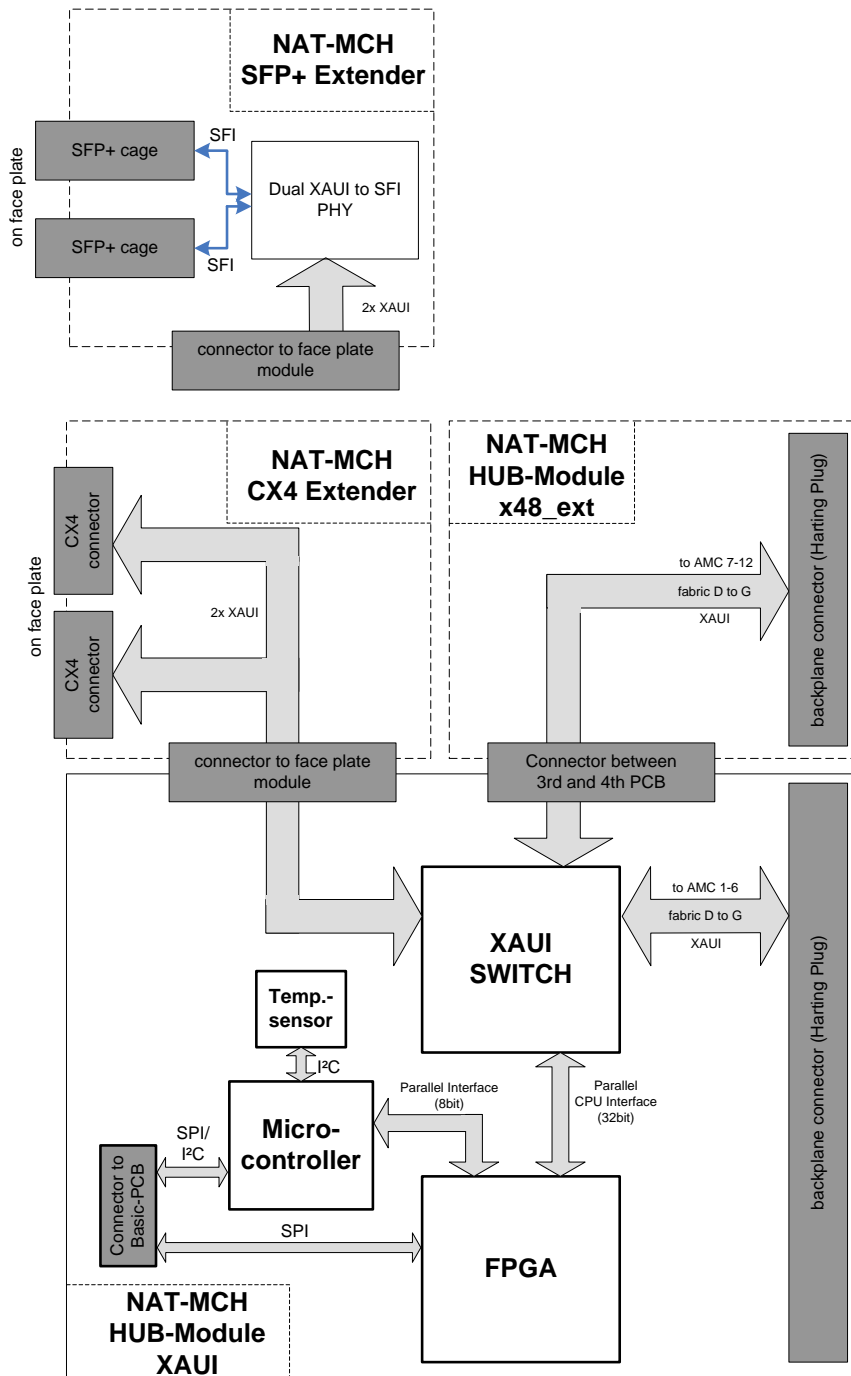 NAT-MCH
SFP+ Extender
on face plate
SFP+ cage
SFI
SFP+ cage
SFI
Dual XAUI to SFI
PHY
2x XAUI
connector to face plate
module
NAT-MCH
CX4 Extender
on face plate
CX4
connector
CX4
connector
2x XAUI
connector to face plate
module
NAT-MCH
HUB-Module
x48_ext
to AMC 7-12
fabric D to G
XAUI
backplane connector (Harting Plug)
Connector between
3rd and 4th PCB
XAUI
SWITCH
to AMC 1-6
fabric D to G
XAUI
backplane connector (Harting Plug)
Temp.-
sensor
I²C
Micro-
controller
Parallel Interface
(8bit)
Parallel
CPU Interface
(32bit)
SPI/
I²C
Connector to
Basic-PCB
SPI
FPGA
NAT-MCH
HUB-Module
XAUI